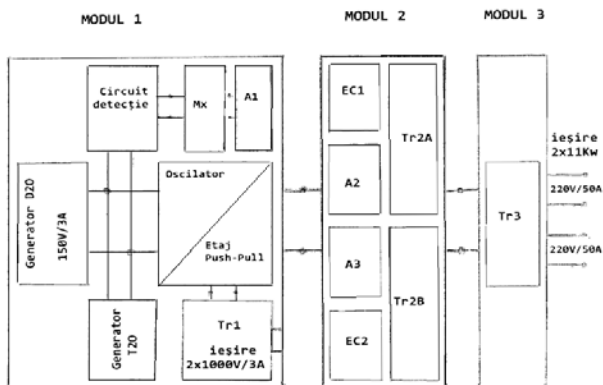 MODUL 1
MODUL 2
MODUL 3
Circuit
detecție
Mx
A1
Generator D2O
150V/3A
Oscilator
Etaj
Push-Pull
Generator
T2O
Tr1
ieșire
2x1000V/3A
EC1
A2
A3
EC2
Tr2A
Tr2B
Tr3
ieșire
2x11Kw
220V/50A
220V/50A